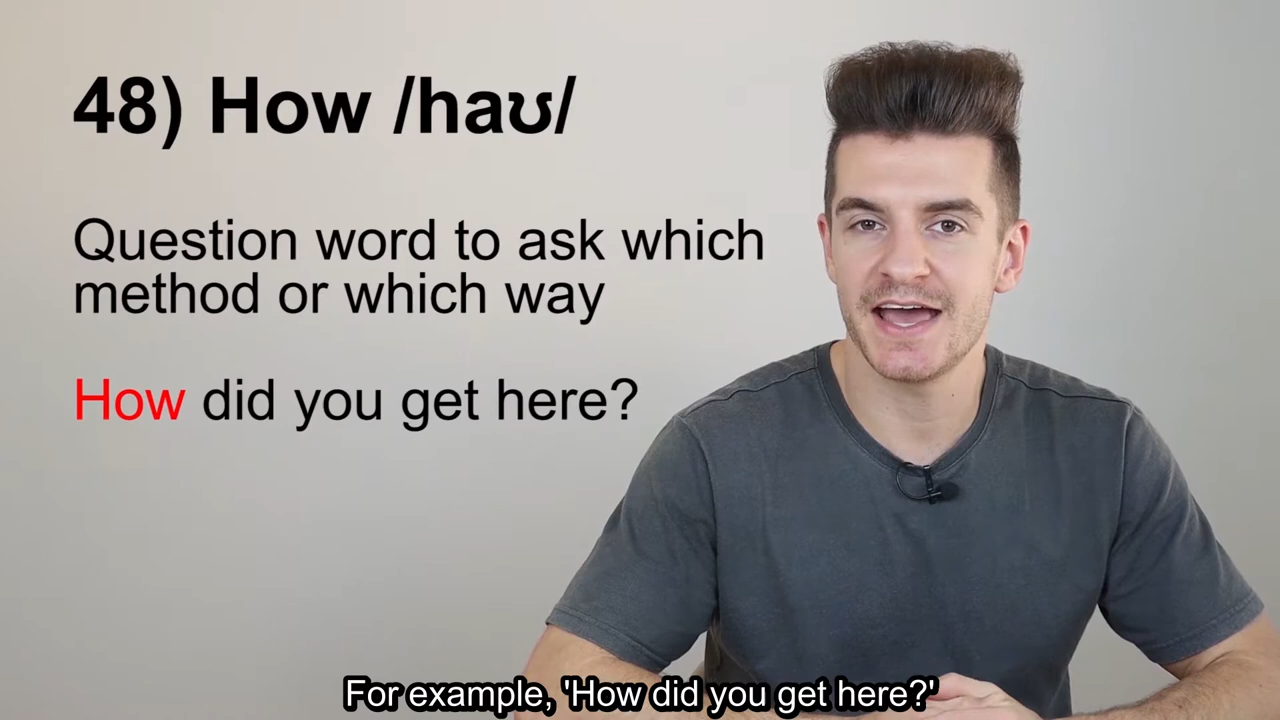 48) How /haʊ/
Question word to ask which
method or which way
How did you get here?
For example, 'How did you get here?'